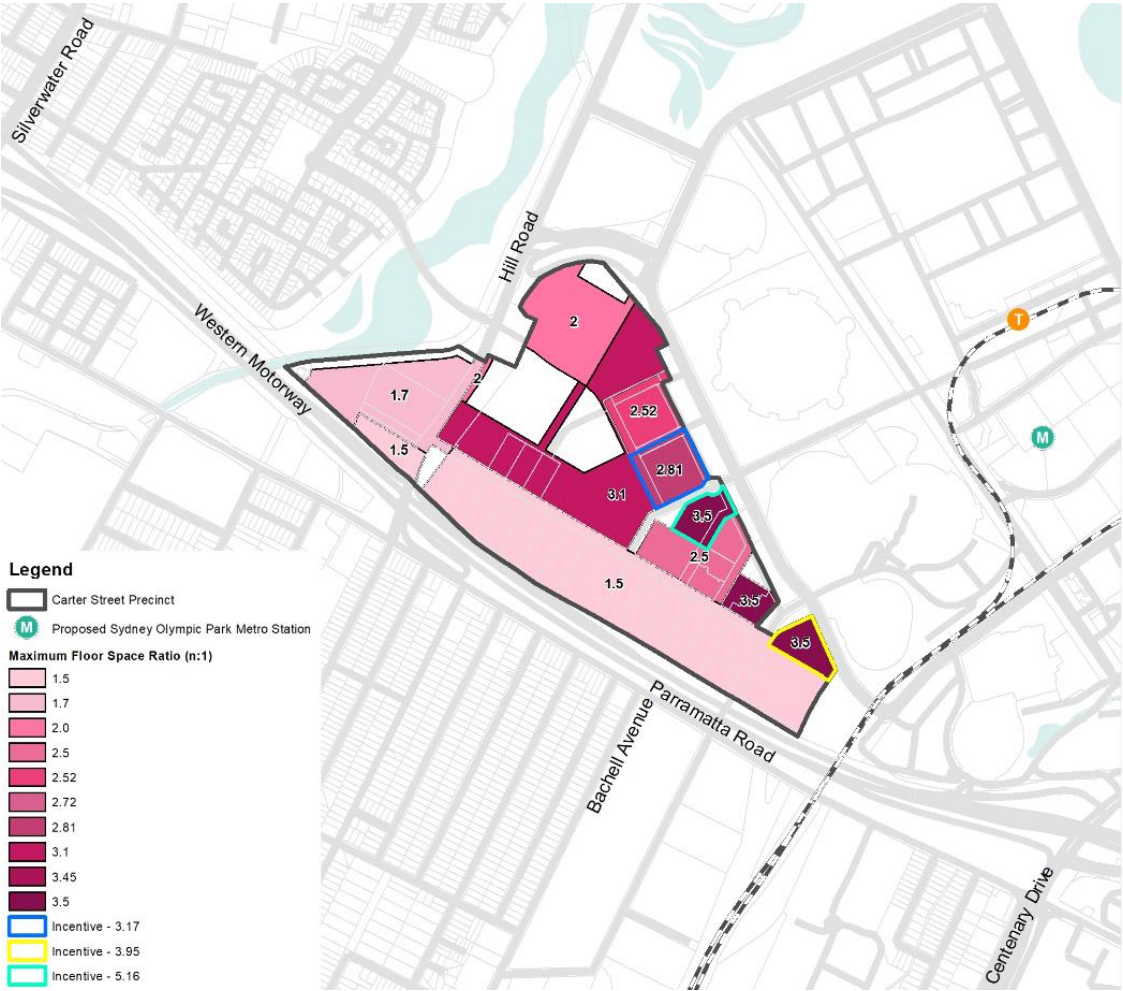 Silverwater Road
Hill Road
Western Motorway
T
M
2
2
1.7
1.5
2.52
2.81
3.1
3.5
2.5
1.5
3.5
3.5
Parramatta Road
Bachell Avenue
Centenary Drive
Legend
Carter Street Precinct
M Proposed Sydney Olympic Park Metro Station
Maximum Floor Space Ratio (n:1)
1.5
1.7
2.0
2.5
2.52
2.72
2.81
3.1
3.45
3.5
Incentive - 3.17
Incentive - 3.95
Incentive - 5.16